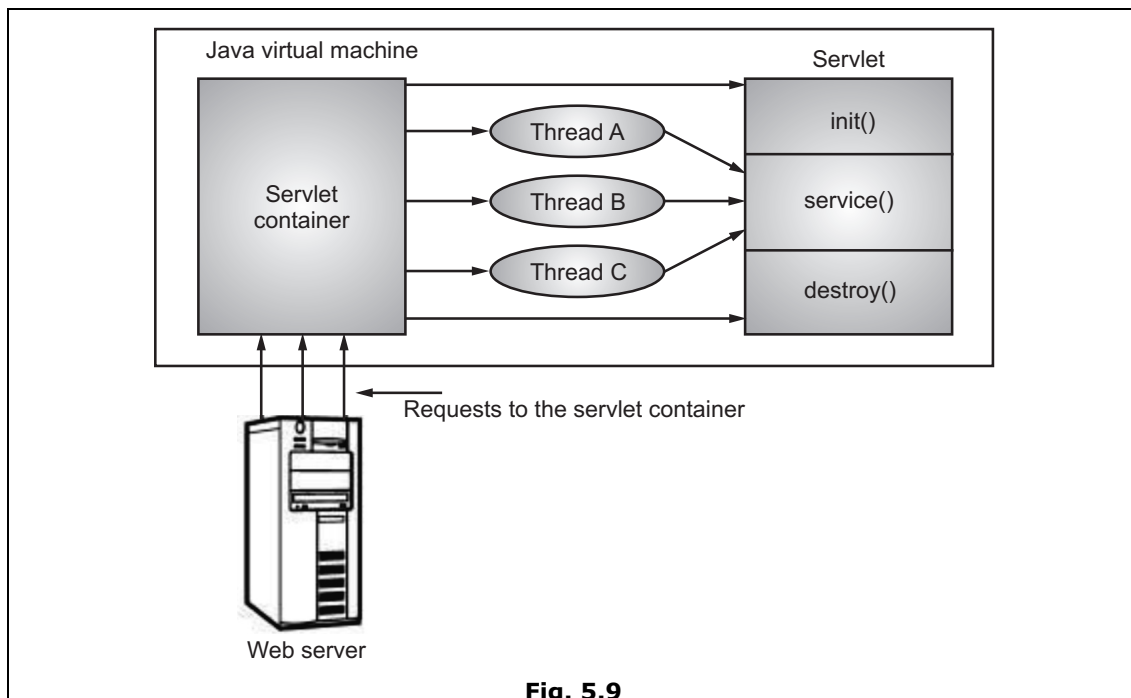 Java virtual machine
Servlet
Servlet
container
Thread A
Thread B
Thread C
init()
service()
destroy()
Requests to the servlet container
Web server
Fig. 5.9